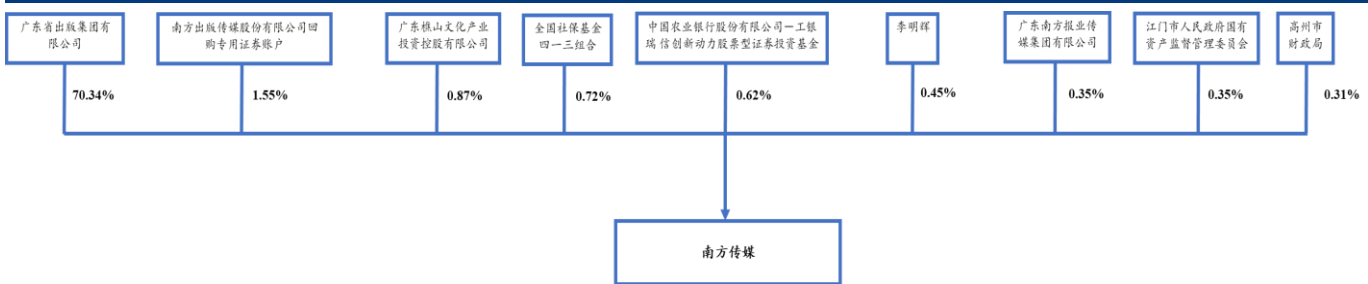 广东省出版集团有
限公司
南方出版传媒股份有限公司回
购专用证券账户
广东樵山文化产业
投资控股有限公司
全国社保基金
四一三组合
中国农业银行股份有限公司-工银
瑞信创新动力股票型证券投资基金
李明辉
广东南方报业传
媒集团有限公司
江门市人民政府国有
资产监督管理委员会
高州市
财政局
70.34%
1.55%
0.87%
0.72%
0.62%
0.45%
0.35%
0.35%
0.31%
南方传媒